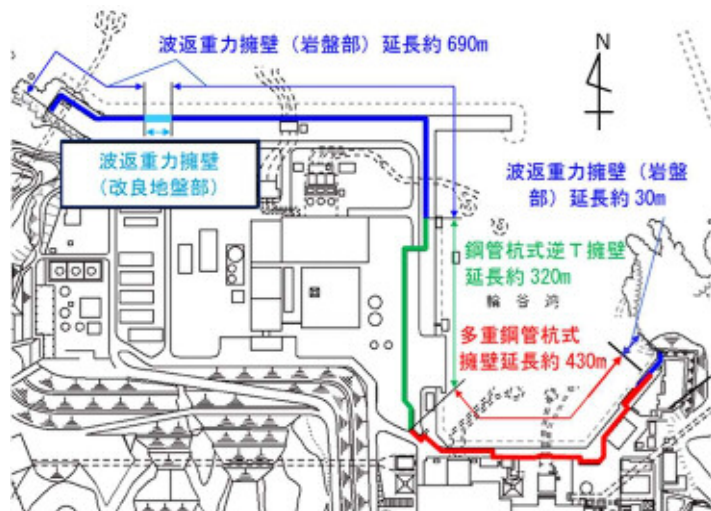 波返重力擁壁（岩盤部）延長約 690m
N
波返重力擁壁
（改良地盤部）
波返重力擁壁（岩盤
部）延長約 30m
鋼管杭式逆Ｔ擁壁
延長約 320m
輪谷湾
多重鋼管杭式
擁壁延長約 430m